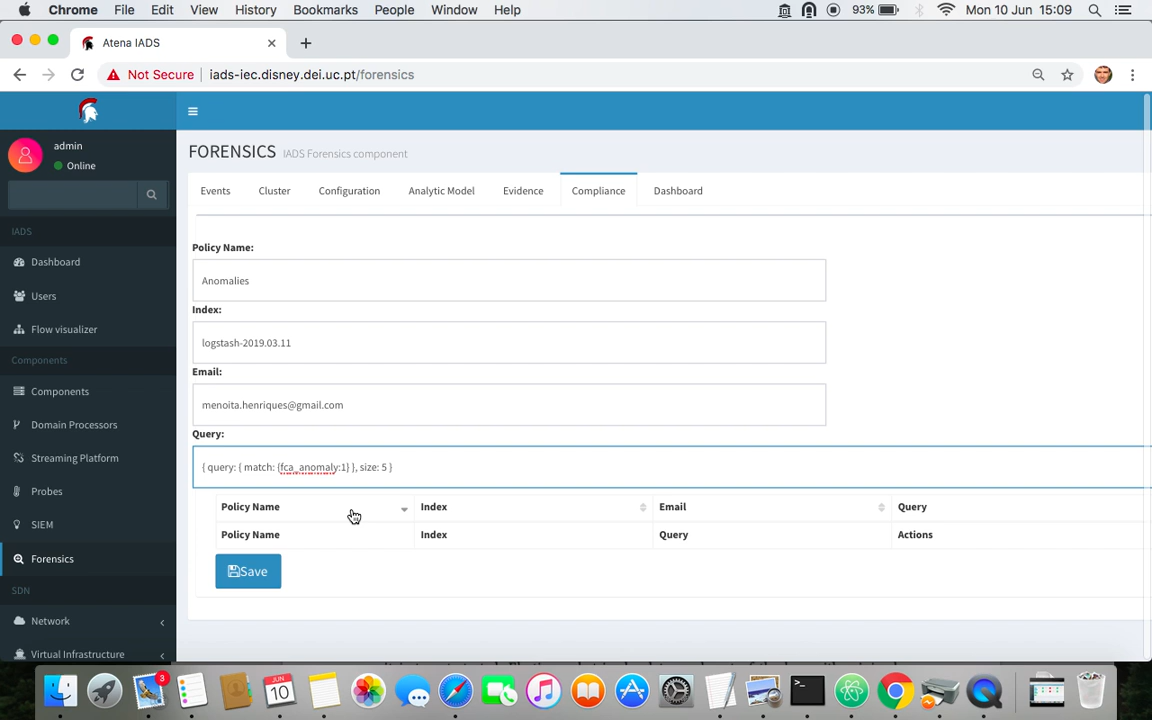 Chrome File Edit View History Bookmarks People Window Help 93% Mon 10 Jun 15:09
Atena IADS
Not Secure iads-iec.disney.dei.uc.pt/forensics
admin
Online
IADS
Dashboard
Users
Flow visualizer
Components
Components
Domain Processors
Streaming Platform
Probes
SIEM
Forensics
SDN
Network
Virtual Infrastructure
FORENSICS IADS Forensics component
Events Cluster Configuration Analytic Model Evidence Compliance Dashboard
Policy Name:
Anomalies
Index:
logstash-2019.03.11
Email:
menoita.henriques@gmail.com
Query:
{ query: { match: {fca_anomaly:1} }, size: 5 }
Policy Name Index Email Query
Policy Name Index Query Actions
Save
3
JUN
10